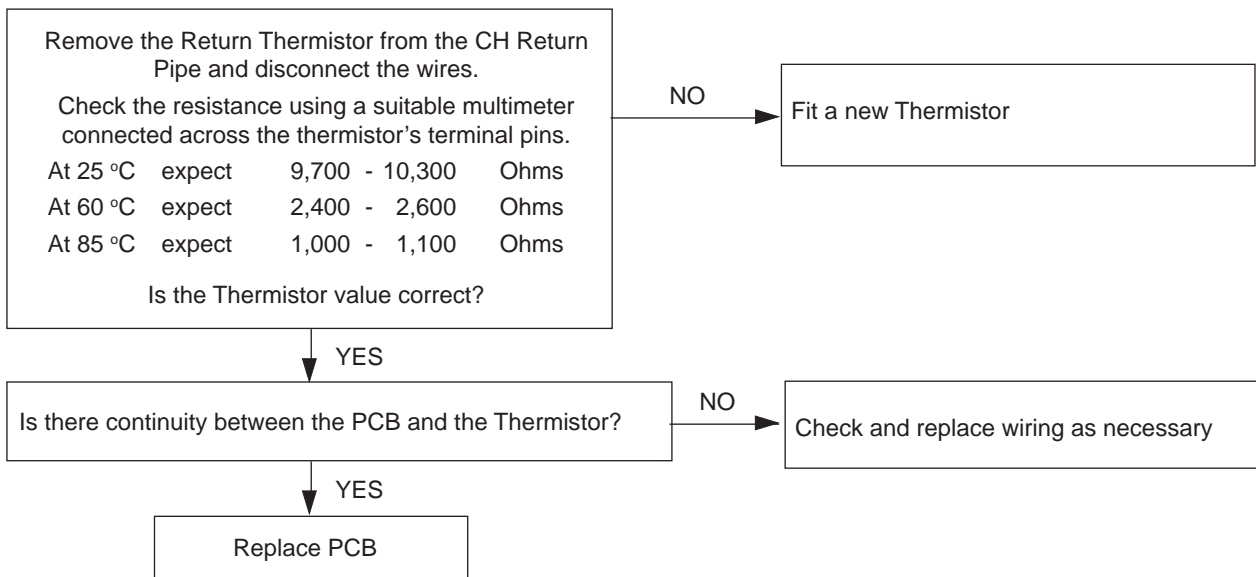 Remove the Return Thermistor from the CH Return
Pipe and disconnect the wires.
Check the resistance using a suitable multimeter
connected across the thermistor’s terminal pins.
At 25 ºC expect 9,700 - 10,300 Ohms
At 60 ºC expect 2,400 - 2,600 Ohms
At 85 ºC expect 1,000 - 1,100 Ohms
Is the Thermistor value correct?
NO
Fit a new Thermistor
YES
Is there continuity between the PCB and the Thermistor?
NO
Check and replace wiring as necessary
YES
Replace PCB